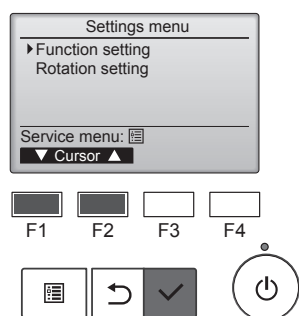 Settings menu
Function setting
Rotation setting
Service menu:
▼ Cursor ▲
F1 F2 F3 F4